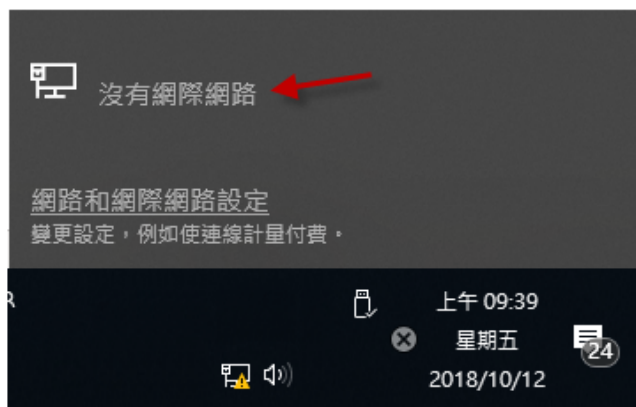 沒有網際網路
網路和網際網路設定
變更設定，例如使連線計量付費。
R
上午 09:39
星期五
24
2018/10/12